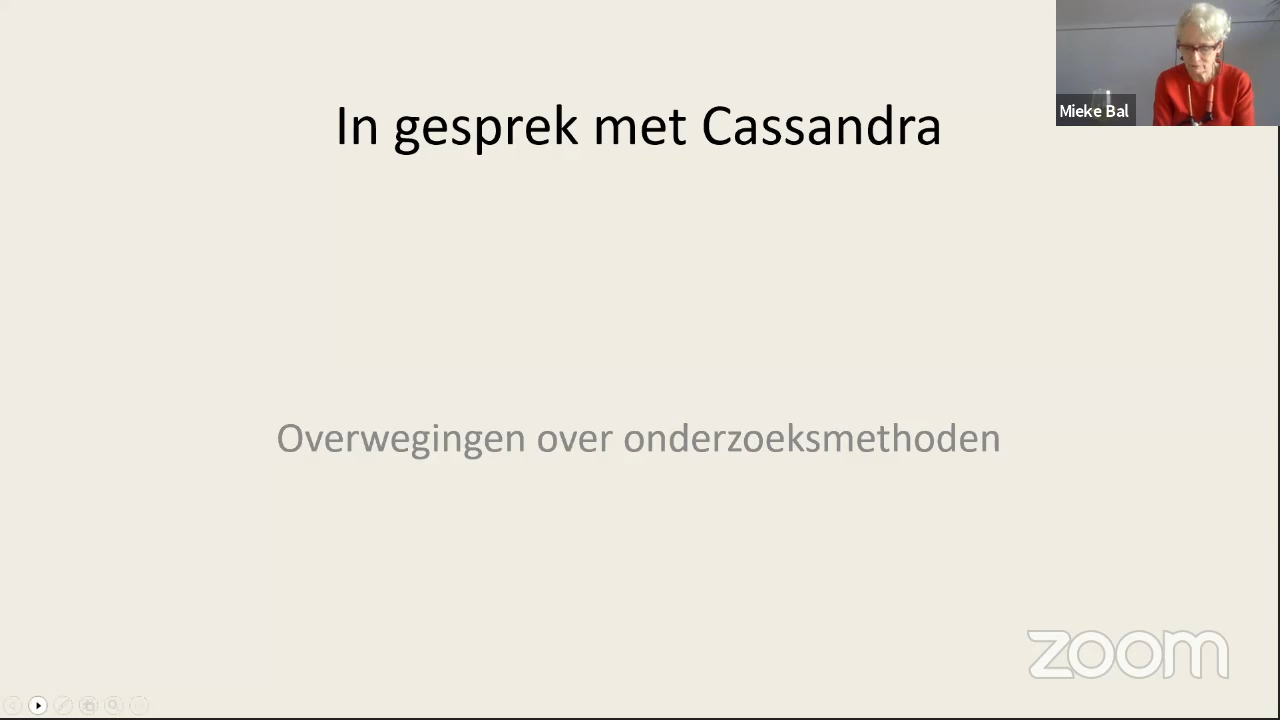 Mieke Bal
In gesprek met Cassandra
Overwegingen over onderzoeksmethoden
zoom